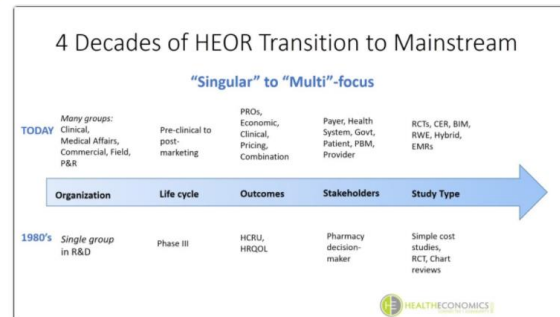 4 Decades of HEOR Transition to Mainstream
“Singular” to “Multi”-focus
TODAY
Many groups:
Clinical,
Medical Affairs,
Commercial, Field,
P&R
Pre-clinical to
post-
marketing
PROs,
Economic,
Clinical,
Pricing,
Combination
Payer, Health
System, Govt,
Patient, PBM,
Provider
RCTs, CER, BIM,
RWE, Hybrid,
EMRs
Organization
Life cycle
Outcomes
Stakeholders
Study Type
1980’s
Single group
in R&D
Phase III
HCRU,
HRQOL
Pharmacy
decision-
maker
Simple cost
studies,
RCT, Chart
reviews
HE HEALTHECONOMICS